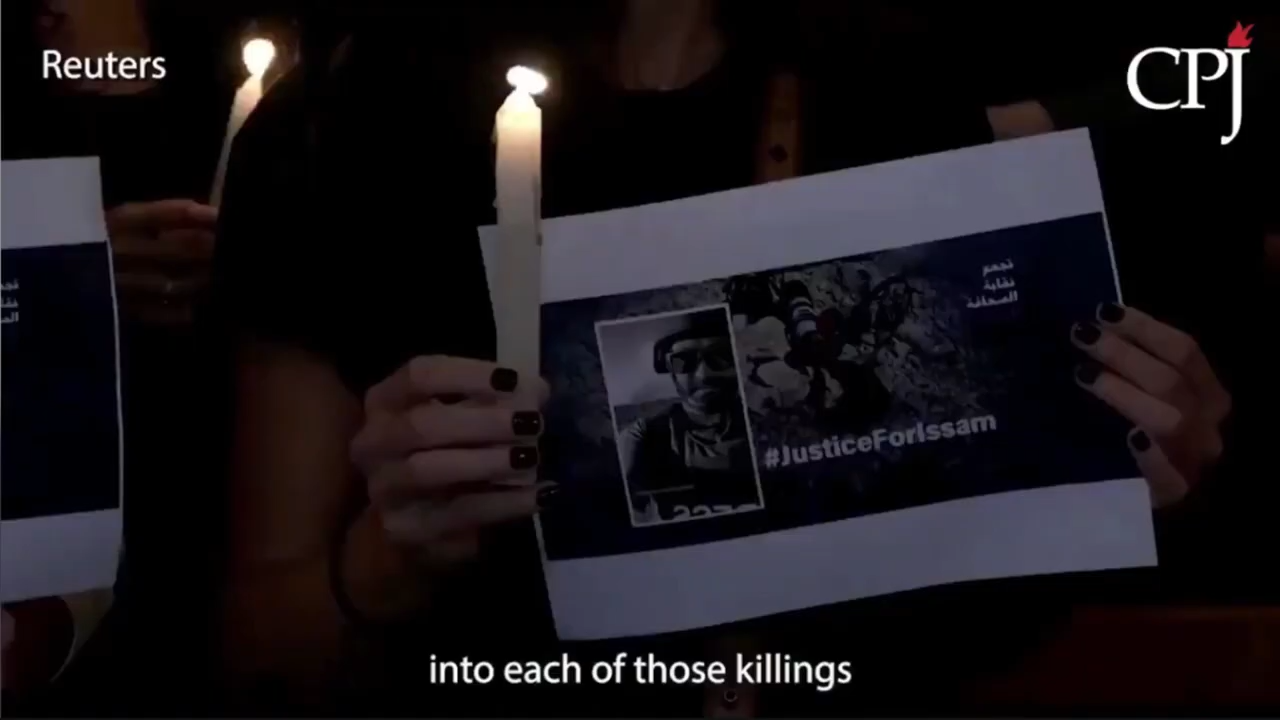 Reuters
CPJ
تجمع
نقابة
الصحافة
#JusticeForIssam
into each of those killings